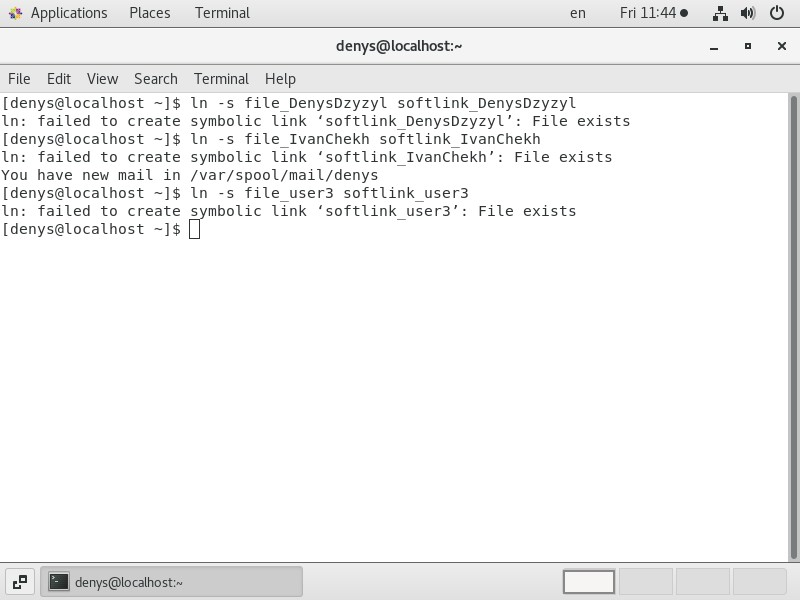 Applications Places Terminal en Fri 11:44
denys@localhost:~
File Edit View Search Terminal Help
[denys@localhost ~]$ ln -s file_DenysDzyzyl softlink_DenysDzyzyl
ln: failed to create symbolic link ‘softlink_DenysDzyzyl’: File exists
[denys@localhost ~]$ ln -s file_IvanChekh softlink_IvanChekh
ln: failed to create symbolic link ‘softlink_IvanChekh’: File exists
You have new mail in /var/spool/mail/denys
[denys@localhost ~]$ ln -s file_user3 softlink_user3
ln: failed to create symbolic link ‘softlink_user3’: File exists
[denys@localhost ~]$
denys@localhost:~